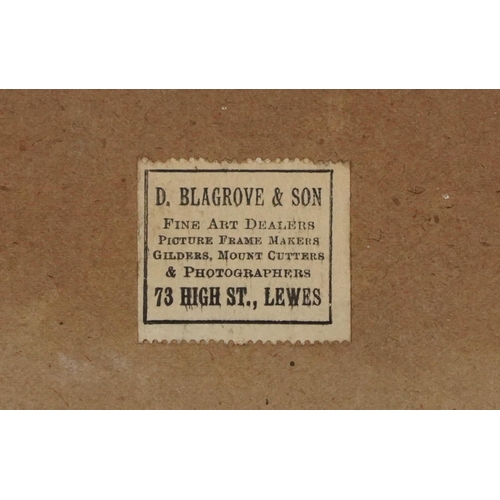 D. BLAGROVE & SON
FINE ART DEALERS
PICTURE FRAME MAKERS
GILDERS, MOUNT CUTTERS
& PHOTOGRAPHERS
73 HIGH ST., LEWES